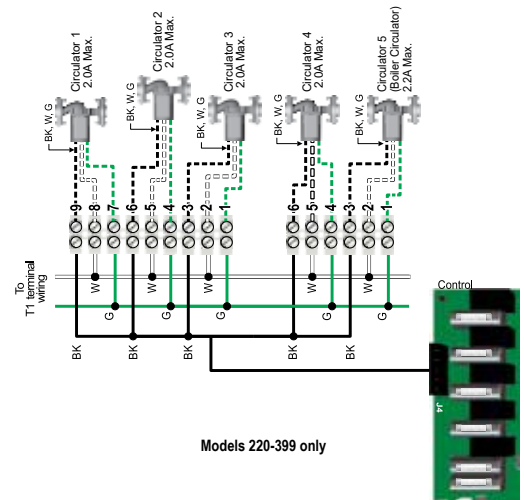 Circulator 1
2.0A Max.
Circulator 2
2.0A Max.
Circulator 3
2.0A Max.
Circulator 4
2.0A Max.
Circulator 5
(Boiler Circulator)
2.2A Max.
BK, W, G
BK, W, G
BK, W, G
BK, W, G
BK, W, G
9 8 7 6 5 4 3 2 1 6 5 4 3 2 1
To
T1 terminal
wiring
W W W W W
G G G G G
BK BK BK BK BK
Control
J4
Models 220-399 only